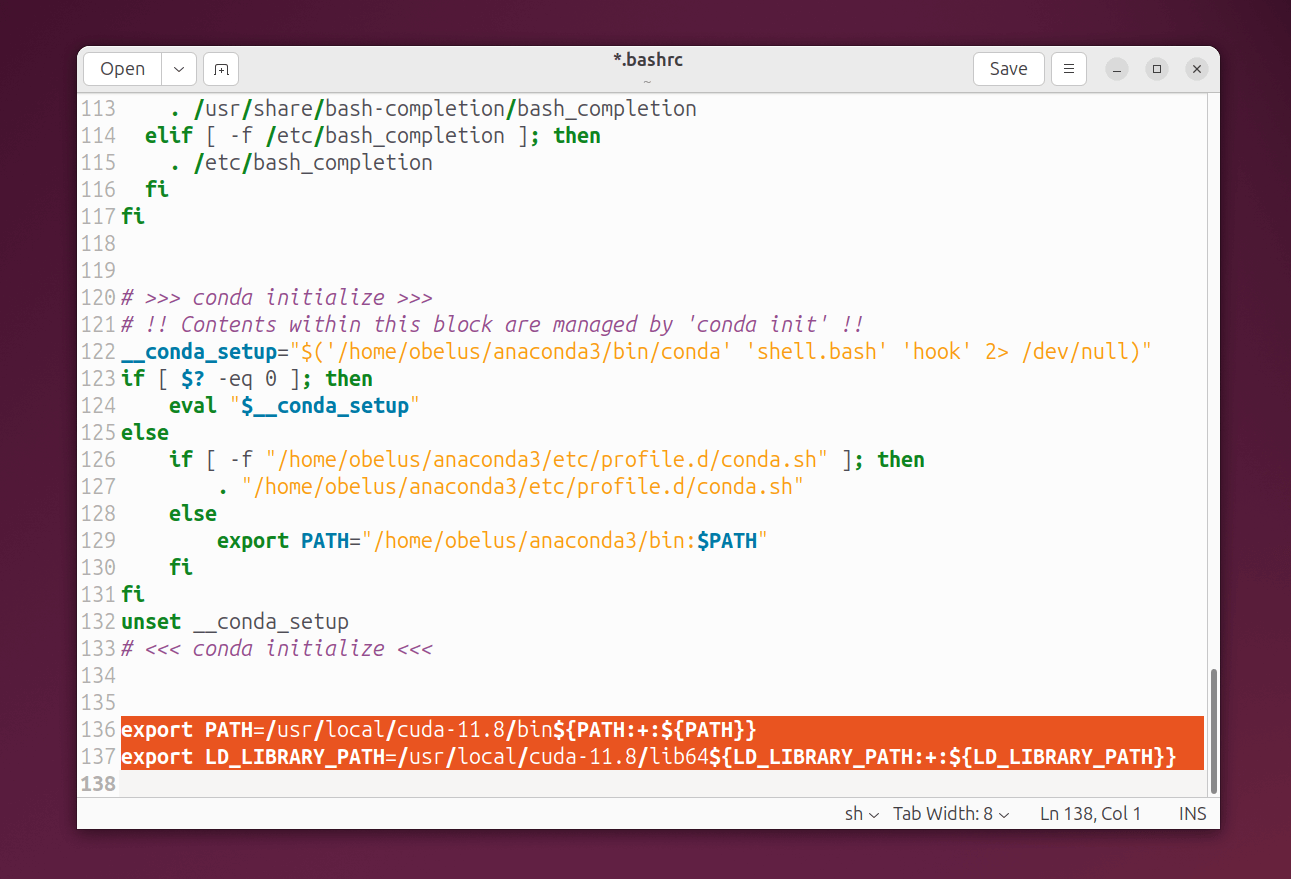 Open
*.bashrc
~
Save
113     . /usr/share/bash-completion/bash_completion
114   elif [ -f /etc/bash_completion ]; then
115     . /etc/bash_completion
116   fi
117 fi
118
119
120 # >>> conda initialize >>>
121 # !! Contents within this block are managed by 'conda init' !!
122 __conda_setup="$('/home/obelus/anaconda3/bin/conda' 'shell.bash' 'hook' 2> /dev/null)"
123 if [ $? -eq 0 ]; then
124     eval "$__conda_setup"
125 else
126     if [ -f "/home/obelus/anaconda3/etc/profile.d/conda.sh" ]; then
127         . "/home/obelus/anaconda3/etc/profile.d/conda.sh"
128     else
129         export PATH="/home/obelus/anaconda3/bin:$PATH"
130     fi
131 fi
132 unset __conda_setup
133 # <<< conda initialize <<<
134
135
136 export PATH=/usr/local/cuda-11.8/bin${PATH:+:${PATH}}
137 export LD_LIBRARY_PATH=/usr/local/cuda-11.8/lib64${LD_LIBRARY_PATH:+:${LD_LIBRARY_PATH}}
138
sh Tab Width: 8 Ln 138, Col 1 INS